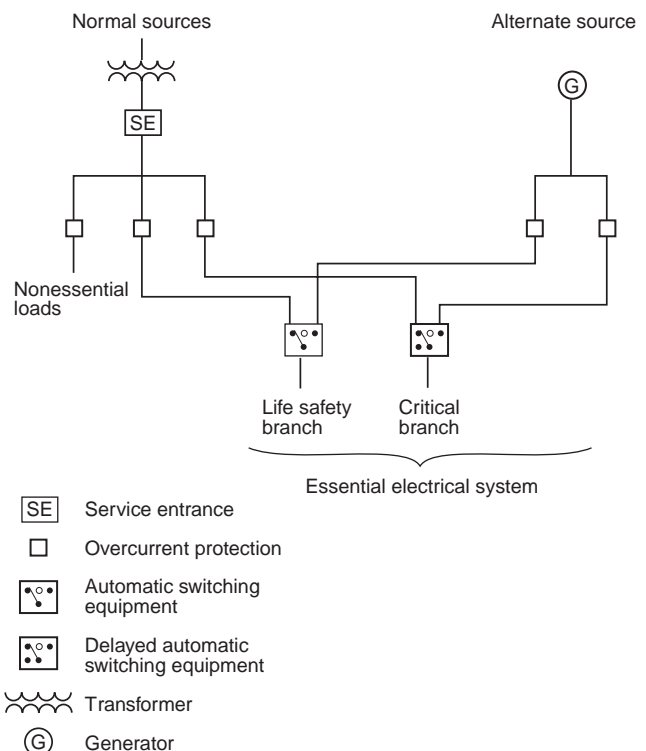 Normal sources
Alternate source
G
SE
Nonessential
loads
Life safety
branch
Critical
branch
Essential electrical system
SE Service entrance
Overcurrent protection
Automatic switching
equipment
Delayed automatic
switching equipment
Transformer
G Generator